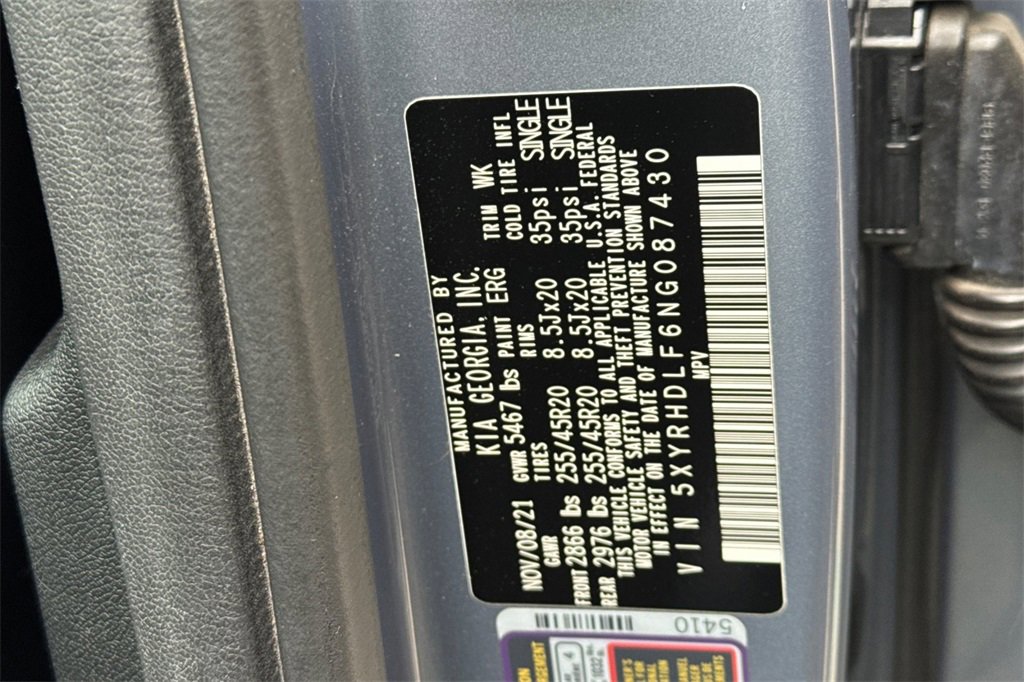 MANUFACTURED BY
KIA GEORGIA, INC.
NOV/08/21 GVWR 5467 lbs PAINT ERG TRIM WK
GAWR TIRES RIMS COLD TIRE INFL
FRONT 2866 lbs 255/45R20 8.5Jx20 35psi SINGLE
REAR 2976 lbs 255/45R20 8.5Jx20 35psi SINGLE
THIS VEHICLE CONFORMS TO ALL APPLICABLE U.S.A. FEDERAL
MOTOR VEHICLE SAFETY AND THEFT PREVENTION STANDARDS
IN EFFECT ON THE DATE OF MANUFACTURE SHOWN ABOVE
VIN 5XYRHDLF6NG087430
MPV
5410